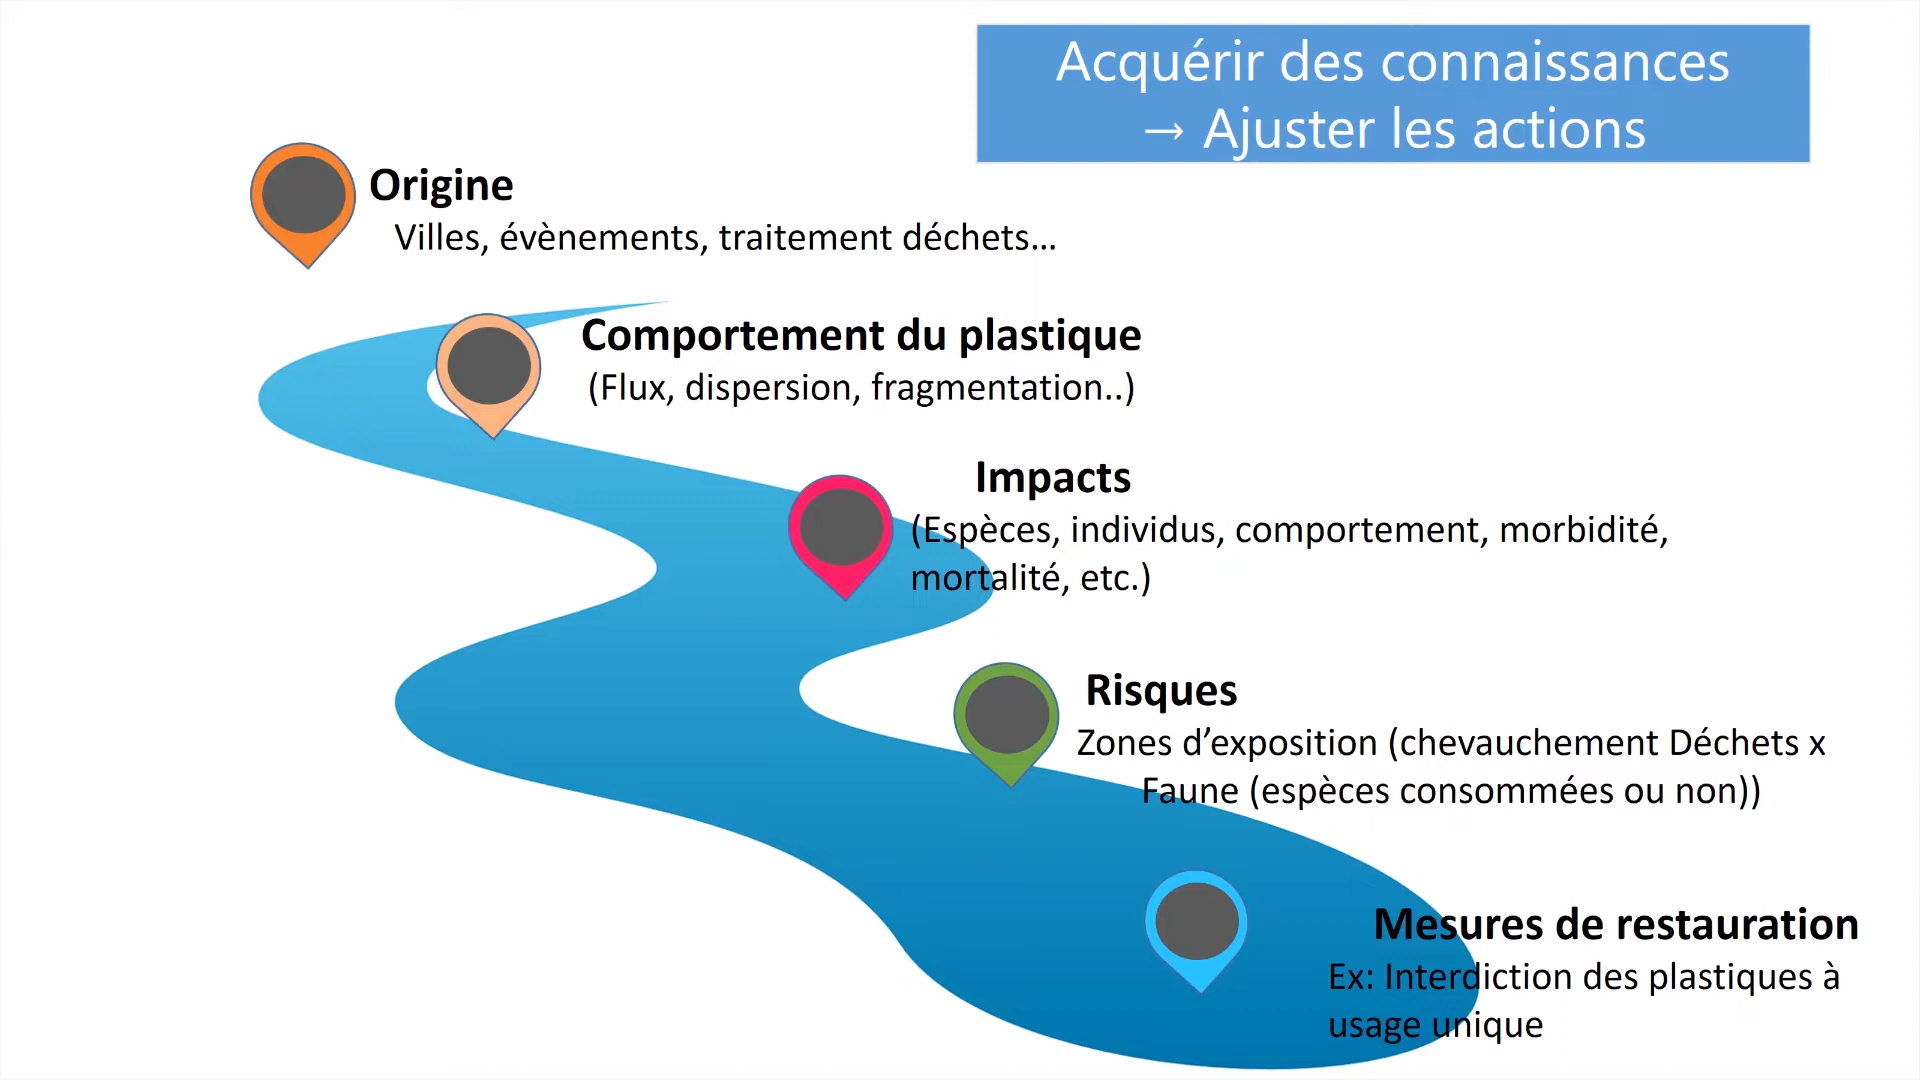 Acquérir des connaissances
→ Ajuster les actions
Origine
Villes, évènements, traitement déchets…
Comportement du plastique
(Flux, dispersion, fragmentation..)
Impacts
(Espèces, individus, comportement, morbidité,
mortalité, etc.)
Risques
Zones d’exposition (chevauchement Déchets x
Faune (espèces consommées ou non))
Mesures de restauration
Ex: Interdiction des plastiques à
usage unique